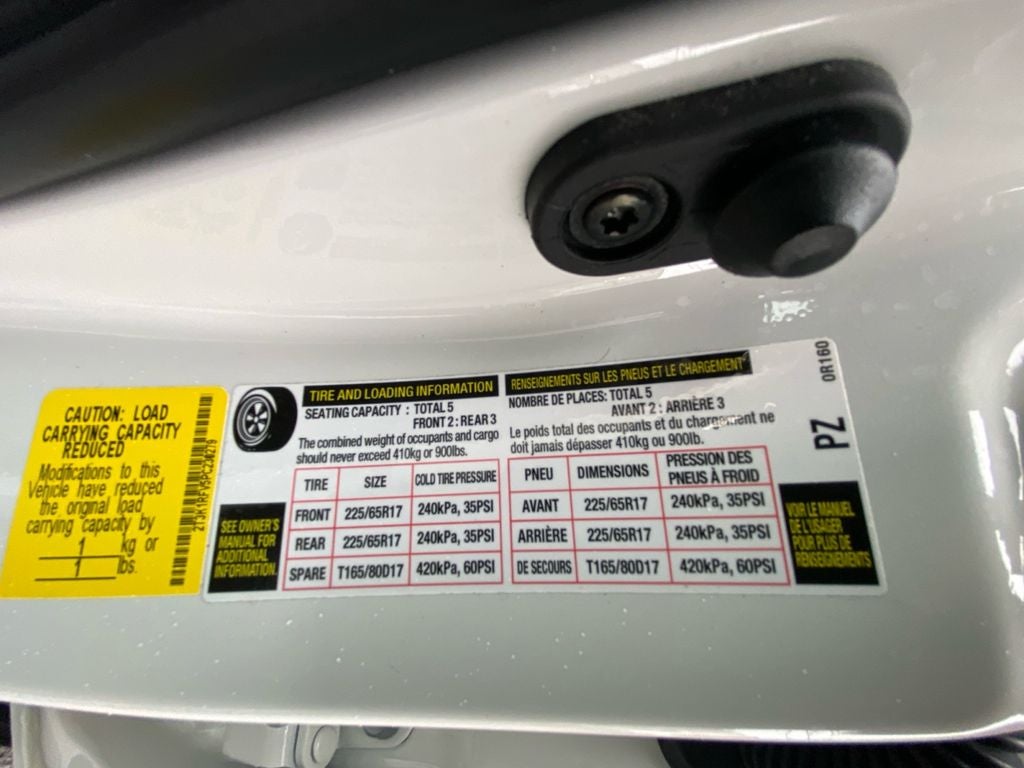 CAUTION: LOAD
CARRYING CAPACITY
REDUCED
Modifications to this
Vehicle have reduced
the original load
carrying capacity by
1 kg or
1 lbs.
TIRE AND LOADING INFORMATION
SEATING CAPACITY : TOTAL 5
FRONT 2 : REAR 3
The combined weight of occupants and cargo
should never exceed 410kg or 900lbs.
TIRE SIZE COLD TIRE PRESSURE
FRONT 225/65R17 240kPa, 35PSI
REAR 225/65R17 240kPa, 35PSI
SPARE T165/80D17 420kPa, 60PSI
SEE OWNER'S
MANUAL FOR
ADDITIONAL
INFORMATION.
RENSEIGNEMENTS SUR LES PNEUS ET LE CHARGEMENT
NOMBRE DE PLACES: TOTAL 5
AVANT 2 : ARRIÈRE 3
Le poids total des occupants et du chargement ne
doit jamais dépasser 410kg ou 900lb.
PNEU DIMENSIONS PRESSION DES
PNEUS À FROID
AVANT 225/65R17 240kPa, 35PSI
ARRIÈRE 225/65R17 240kPa, 35PSI
DE SECOURS T165/80D17 420kPa, 60PSI
VOIR LE MANUEL
DE L'USAGER
POUR PLUS DE
RENSEIGNEMENTS
PZ
0R160